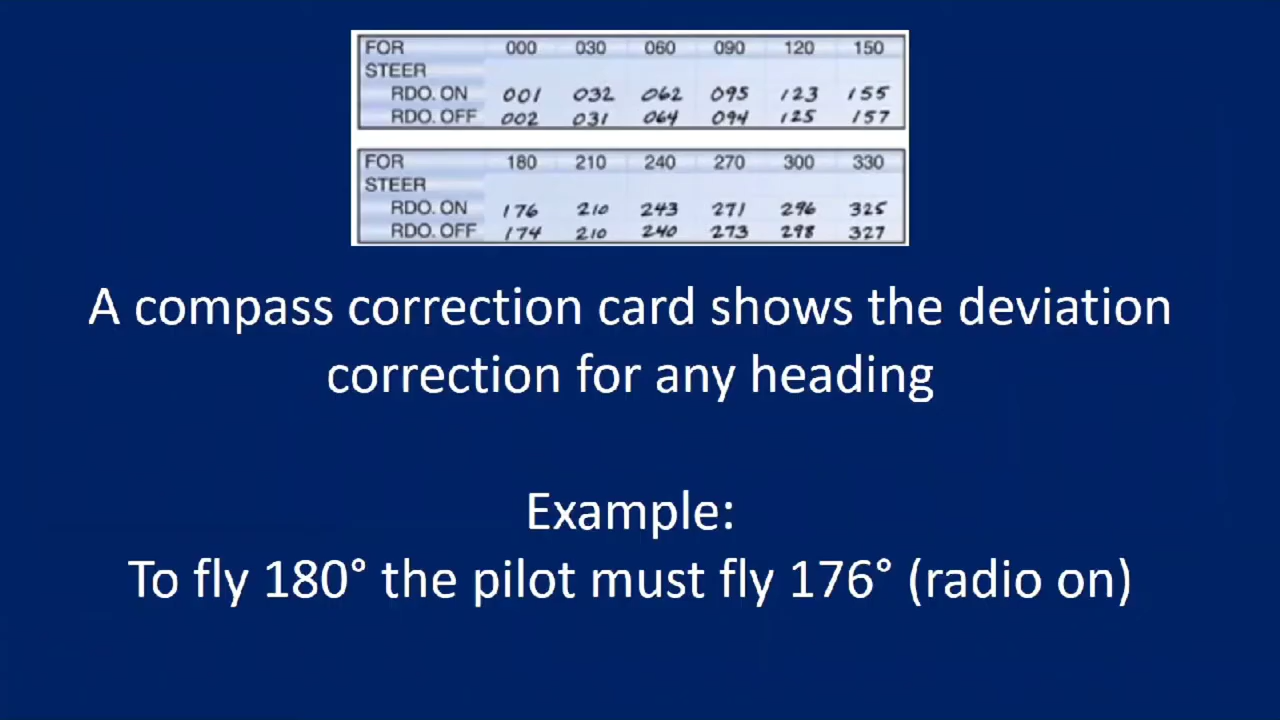 FOR 000 030 060 090 120 150
STEER
RDO. ON 001 032 062 095 123 155
RDO. OFF 002 031 064 094 125 157
FOR 180 210 240 270 300 330
STEER
RDO. ON 176 210 243 271 296 325
RDO. OFF 174 210 240 273 298 327
A compass correction card shows the deviation
correction for any heading
Example:
To fly 180° the pilot must fly 176° (radio on)